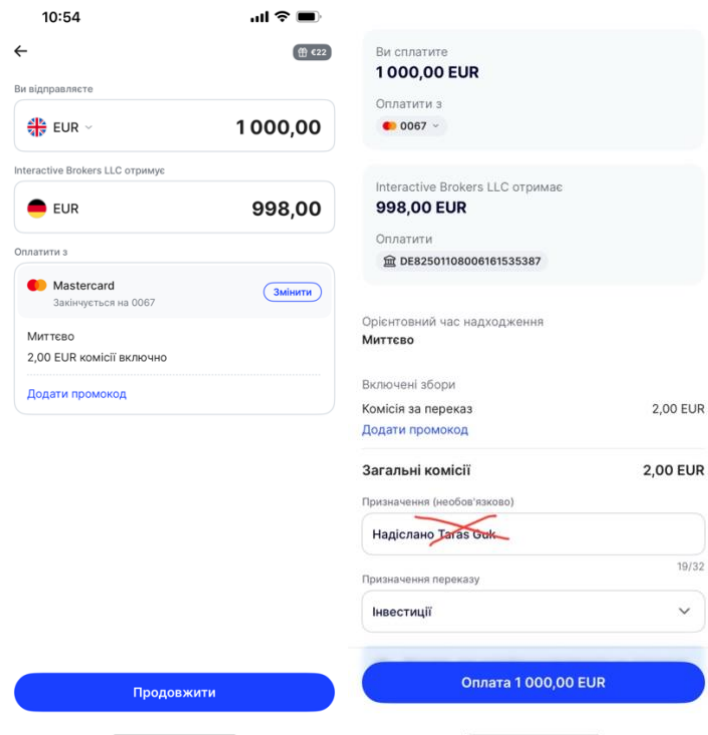 10:54
€22
Ви відправляєте
EUR
1 000,00
Interactive Brokers LLC отримує
EUR
998,00
Оплатити з
Mastercard
Закінчується на 0067
Змінити
Миттєво
2,00 EUR комісії включно
Додати промокод
Продовжити
Ви сплатите
1 000,00 EUR
Оплатити з
0067
Interactive Brokers LLC отримає
998,00 EUR
Оплатити
DE82501108006161535387
Орієнтовний час надходження
Миттєво
Включені збори
Комісія за переказ 2,00 EUR
Додати промокод
Загальні комісії 2,00 EUR
Призначення (необов'язково)
Надіслано Taras Guk
19/32
Призначення переказу
Інвестиції
Оплата 1 000,00 EUR